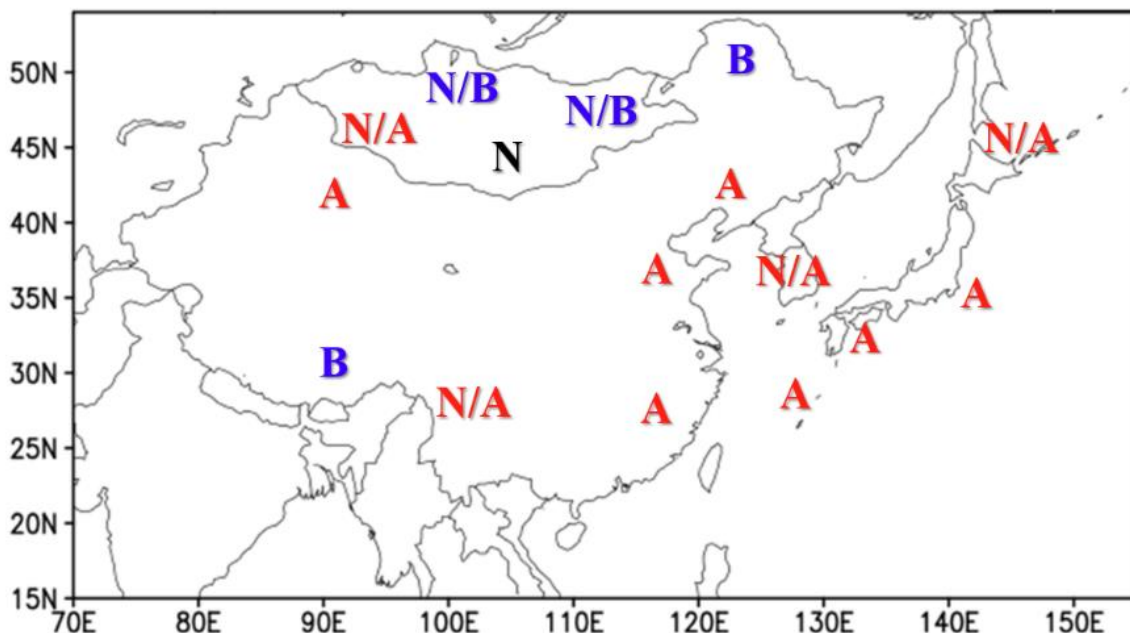 50N
B
N/B
N/B
N/A
N/A
45N
N
A
A
40N
A
N/A
35N
A
A
30N
B
A
N/A
A
25N
20N
15N
70E 80E 90E 100E 110E 120E 130E 140E 150E